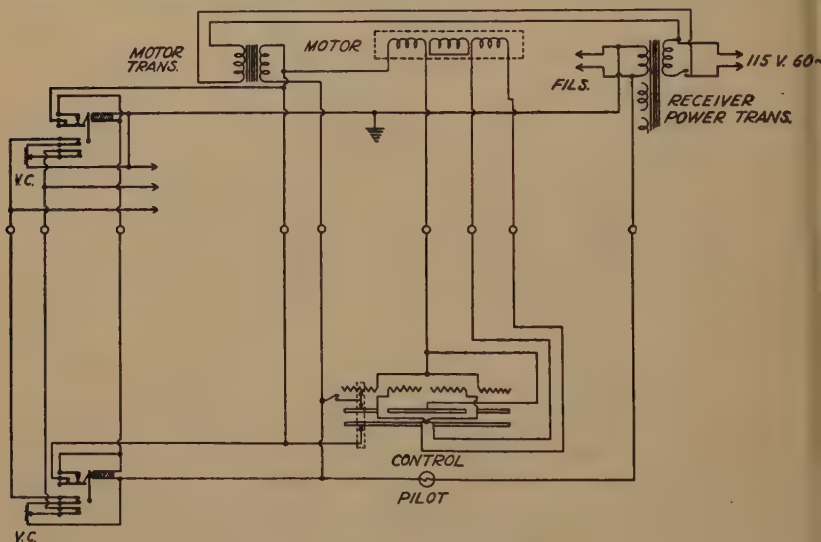 MOTOR
TRANS.
MOTOR
FILS.
115 V. 60~
RECEIVER
POWER TRANS.
V.C.
CONTROL
PILOT
V.C.